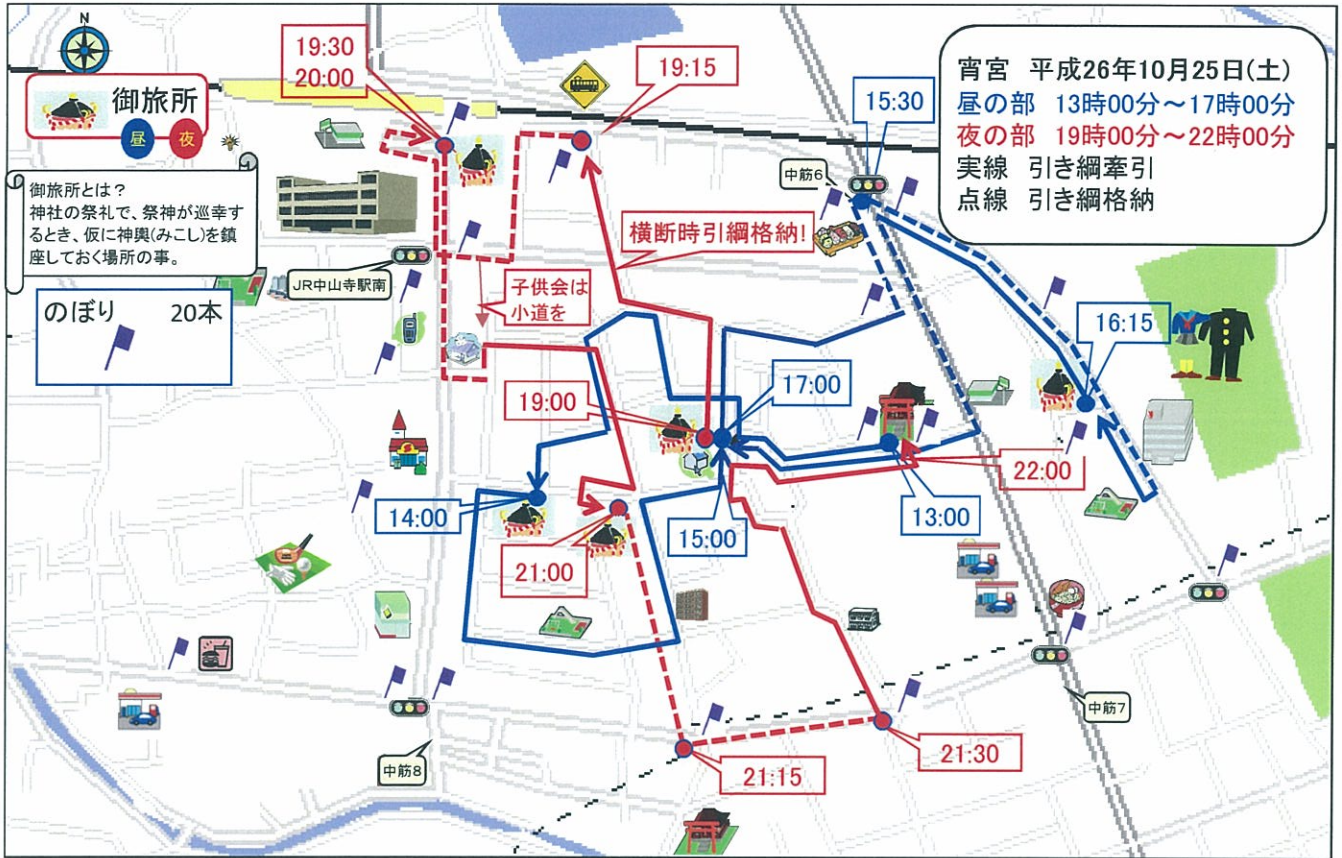 N
御旅所
昼 夜
御旅所とは？
神社の祭礼で、祭神が巡幸す
るとき、仮に神輿(みこし)を鎮
座しておく場所の事。
のぼり 20本
宵宮 平成26年10月25日(土)
昼の部 13時00分～17時00分
夜の部 19時00分～22時00分
実線 引き綱牽引
点線 引き綱格納
19:30
20:00
19:15
15:30
中筋6
横断時引綱格納!
JR中山寺駅南
子供会は
小道を
16:15
17:00
19:00
22:00
14:00
13:00
15:00
21:00
中筋7
21:30
21:15
中筋8